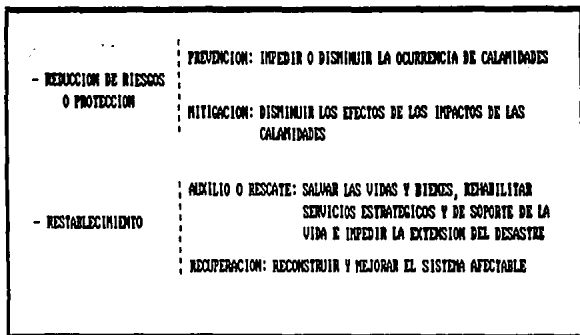 PREVENCION: IMPEDIR O DISMINUIR LA OCURRENCIA DE CALAMIDADES
- REDUCCION DE RIESGOS
O PROTECCION
MITIGACION: DISMINUIR LOS EFECTOS DE LOS IMPACTOS DE LAS
CALAMIDADES
AUXILIO O RESCATE: SALVAR LAS VIDAS Y BIENES, REHABILITAR
SERVICIOS ESTRATEGICOS Y DE SOPORTE DE LA
VIDA E IMPEDIR LA EXTENSION DEL DESASTRE
- RESTABLECIMIENTO
RECUPERACION: RECONSTRUIR Y MEJORAR EL SISTEMA AFECTABLE